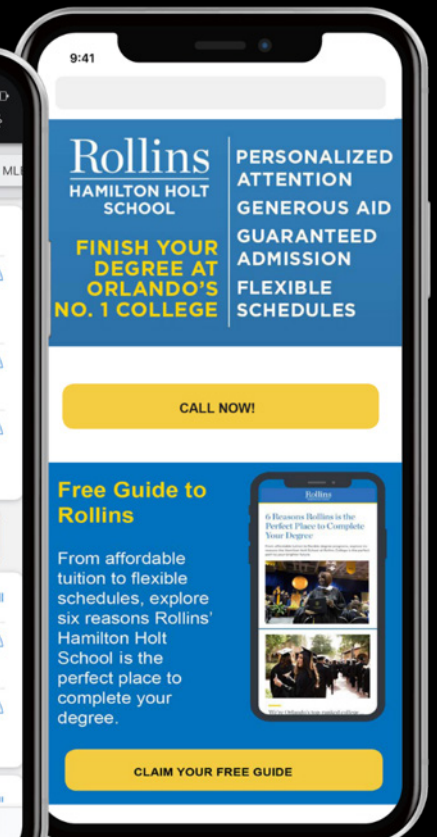 9:41
MLI
Rollins
HAMILTON HOLT
SCHOOL
FINISH YOUR
DEGREE AT
ORLANDO'S
NO. 1 COLLEGE
PERSONALIZED
ATTENTION
GENEROUS AID
GUARANTEED
ADMISSION
FLEXIBLE
SCHEDULES
CALL NOW!
Free Guide to
Rollins
From affordable
tuition to flexible
schedules, explore
six reasons Rollins'
Hamilton Holt
School is the
perfect place to
complete your
degree.
Rollins
6 Reasons Rollins is the
Perfect Place to Complete
Your Degree
CLAIM YOUR FREE GUIDE